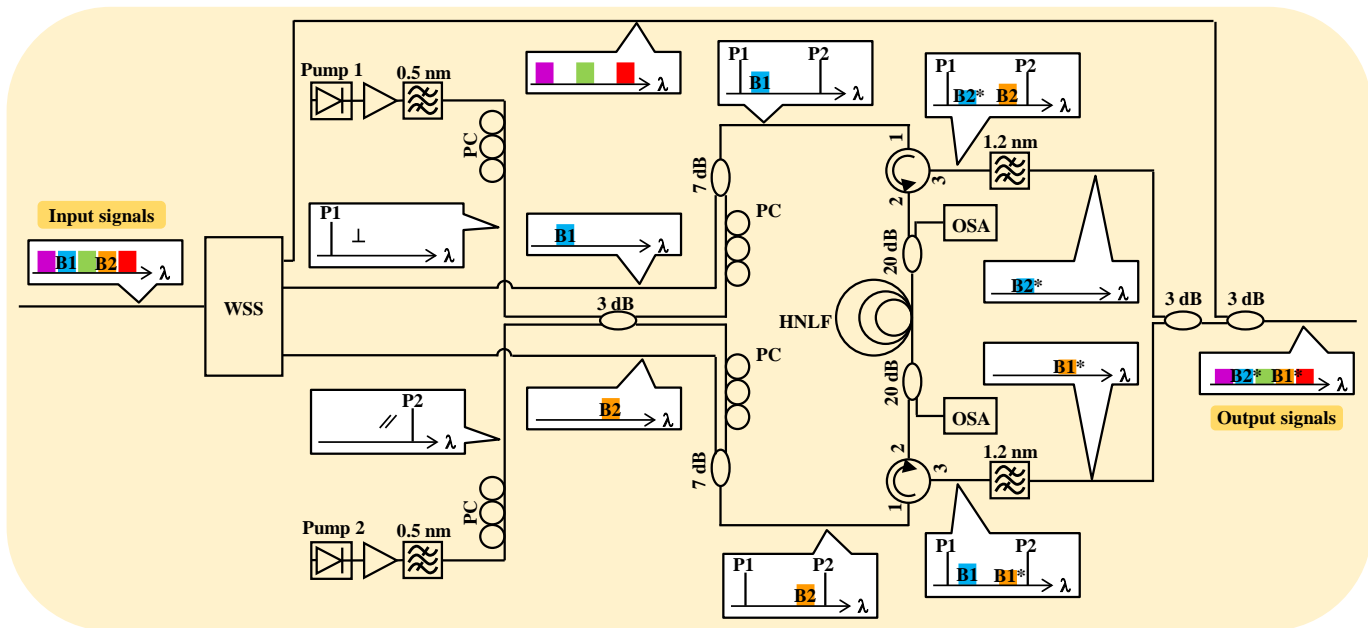 Pump 1
0.5 nm
PC
λ
P1
P2
B1
λ
P1
P2
B2*
B2
λ
1.2 nm
1
2
3
7 dB
PC
Input signals
B1
B2
λ
P1
⊥
λ
B1
λ
OSA
20 dB
B2*
λ
WSS
3 dB
HNLF
3 dB
3 dB
PC
B1*
λ
20 dB
B2*
B1*
λ
Output signals
P2
//
λ
B2
λ
OSA
7 dB
2
3
1
1.2 nm
PC
Pump 2
0.5 nm
P1
P2
B2
λ
P1
P2
B1
B1*
λ